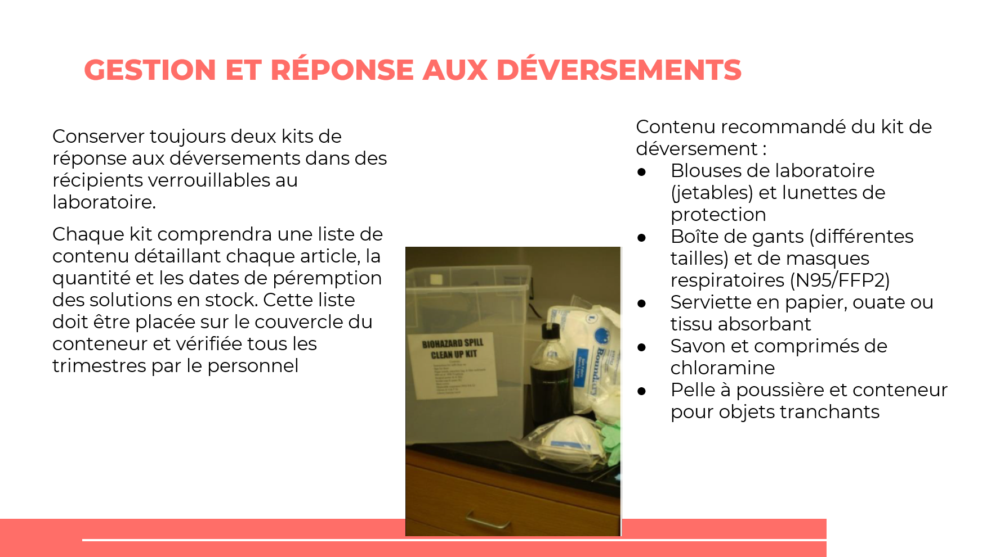 GESTION ET RÉPONSE AUX DÉVERSEMENTS
Conserver toujours deux kits de
réponse aux déversements dans des
récipients verrouillables au
laboratoire.
Chaque kit comprendra une liste de
contenu détaillant chaque article, la
quantité et les dates de péremption
des solutions en stock. Cette liste
doit être placée sur le couvercle du
conteneur et vérifiée tous les
trimestres par le personnel
BIOHAZARD SPILL
CLEAN UP KIT
Boundary
Contenu recommandé du kit de
déversement :
● Blouses de laboratoire
(jetables) et lunettes de
protection
● Boîte de gants (différentes
tailles) et de masques
respiratoires (N95/FFP2)
● Serviette en papier, ouate ou
tissu absorbant
● Savon et comprimés de
chloramine
● Pelle à poussière et conteneur
pour objets tranchants